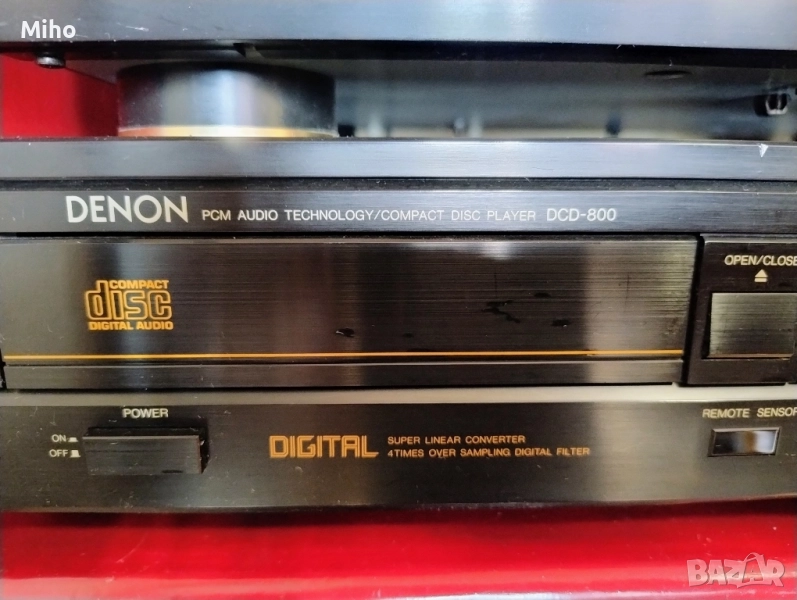 Miho
DENON PCM AUDIO TECHNOLOGY/COMPACT DISC PLAYER DCD-800
OPEN/CLOSE
COMPACT
disc
DIGITAL AUDIO
POWER
REMOTE SENSOR
ON
OFF
DIGITAL
SUPER LINEAR CONVERTER
4TIMES OVER SAMPLING DIGITAL FILTER
BAZAR